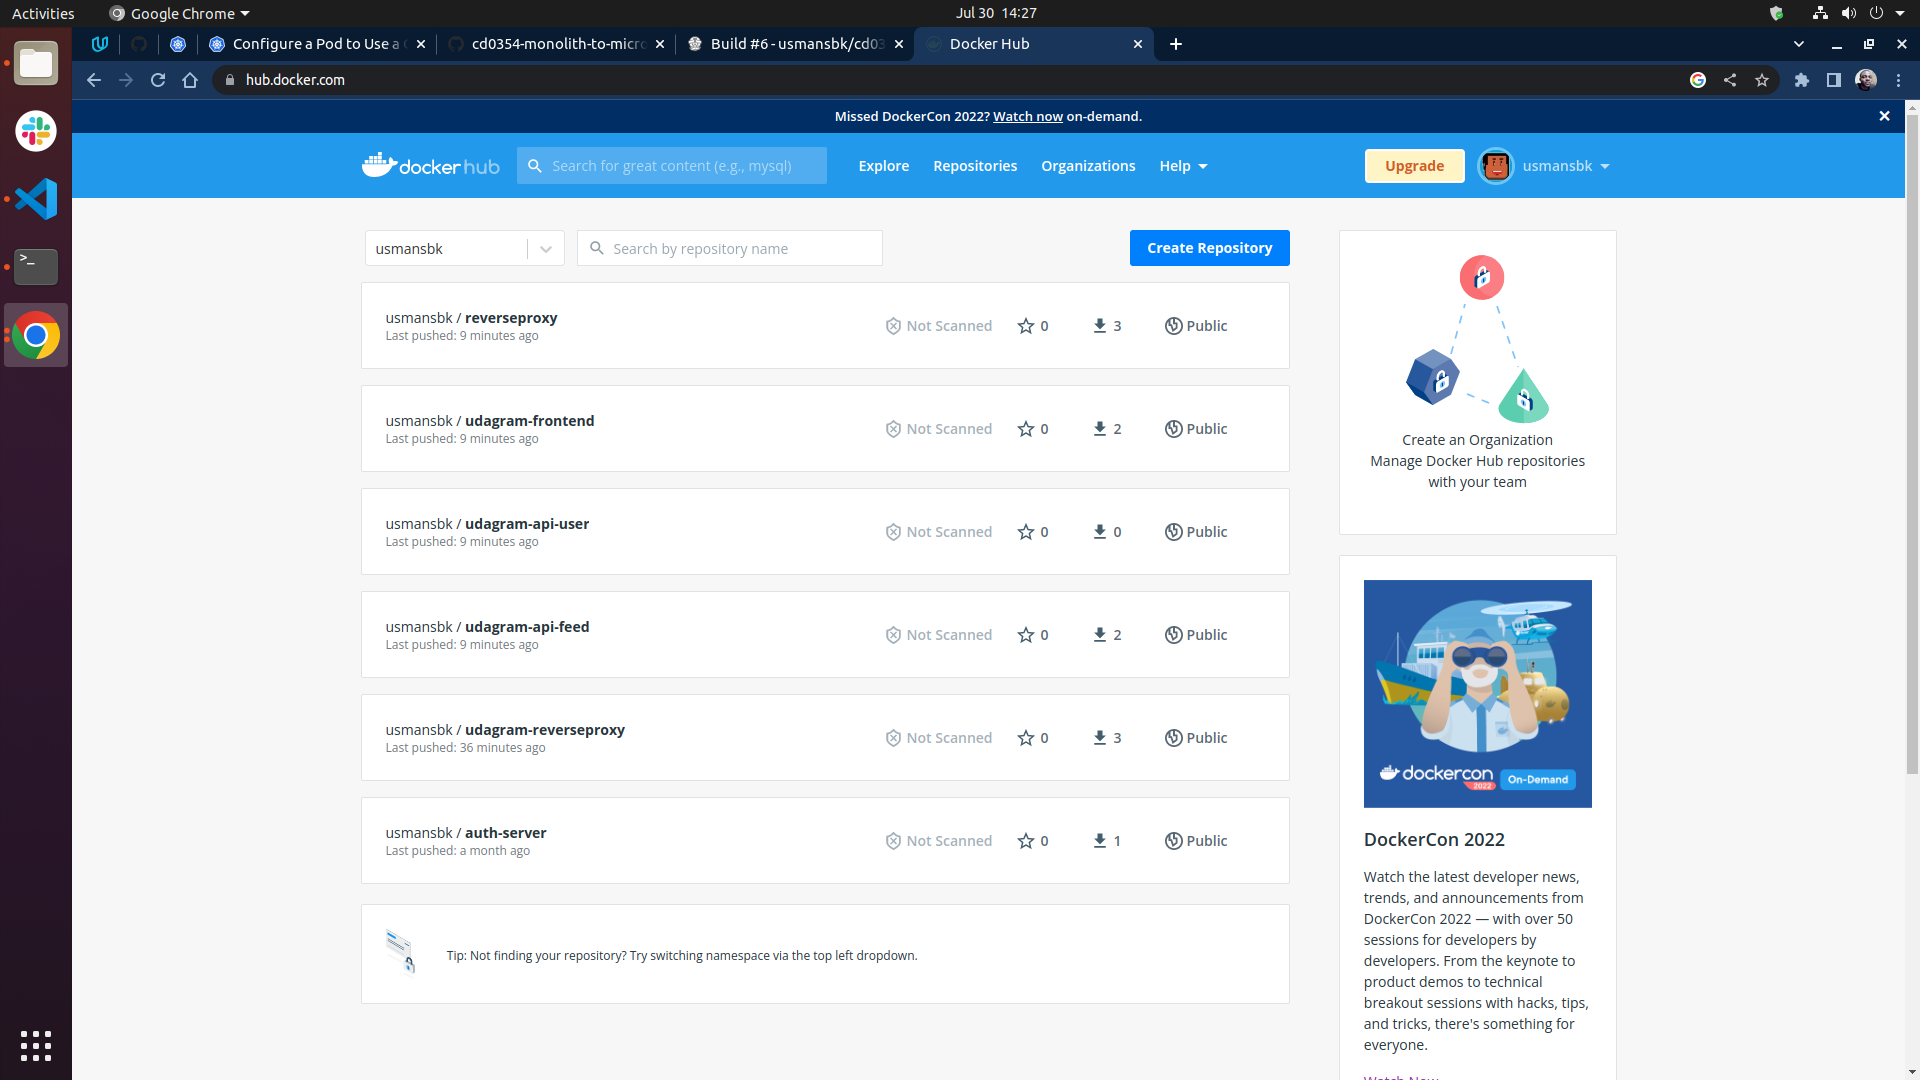 Activities
Google Chrome
Jul 30 14:27
Configure a Pod to Use a
cd0354-monolith-to-micro
Build #6 - usmansbk/cd03
Docker Hub
hub.docker.com
Missed DockerCon 2022? Watch now on-demand.
docker hub
Search for great content (e.g., mysql)
Explore
Repositories
Organizations
Help
Upgrade
usmansbk
usmansbk
Search by repository name
Create Repository
usmansbk / reverseproxy
Last pushed: 9 minutes ago
Not Scanned
0
3
Public
usmansbk / udagram-frontend
Last pushed: 9 minutes ago
Not Scanned
0
2
Public
usmansbk / udagram-api-user
Last pushed: 9 minutes ago
Not Scanned
0
0
Public
usmansbk / udagram-api-feed
Last pushed: 9 minutes ago
Not Scanned
0
2
Public
usmansbk / udagram-reverseproxy
Last pushed: 36 minutes ago
Not Scanned
0
3
Public
usmansbk / auth-server
Last pushed: a month ago
Not Scanned
0
1
Public
Tip: Not finding your repository? Try switching namespace via the top left dropdown.
Create an Organization
Manage Docker Hub repositories
with your team
dockercon
2022
On-Demand
DockerCon 2022
Watch the latest developer news,
trends, and announcements from
DockerCon 2022 — with over 50
sessions for developers by
developers. From the keynote to
product demos to technical
breakout sessions with hacks, tips,
and tricks, there's something for
everyone.
Watch Now